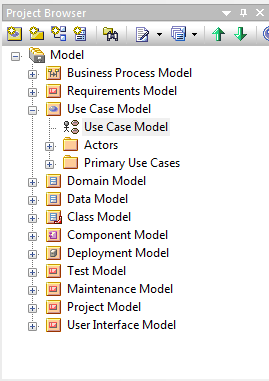 Project Browser
Model
Business Process Model
Requirements Model
Use Case Model
Use Case Model
Actors
Primary Use Cases
Domain Model
Data Model
Class Model
Component Model
Deployment Model
Test Model
Maintenance Model
Project Model
User Interface Model